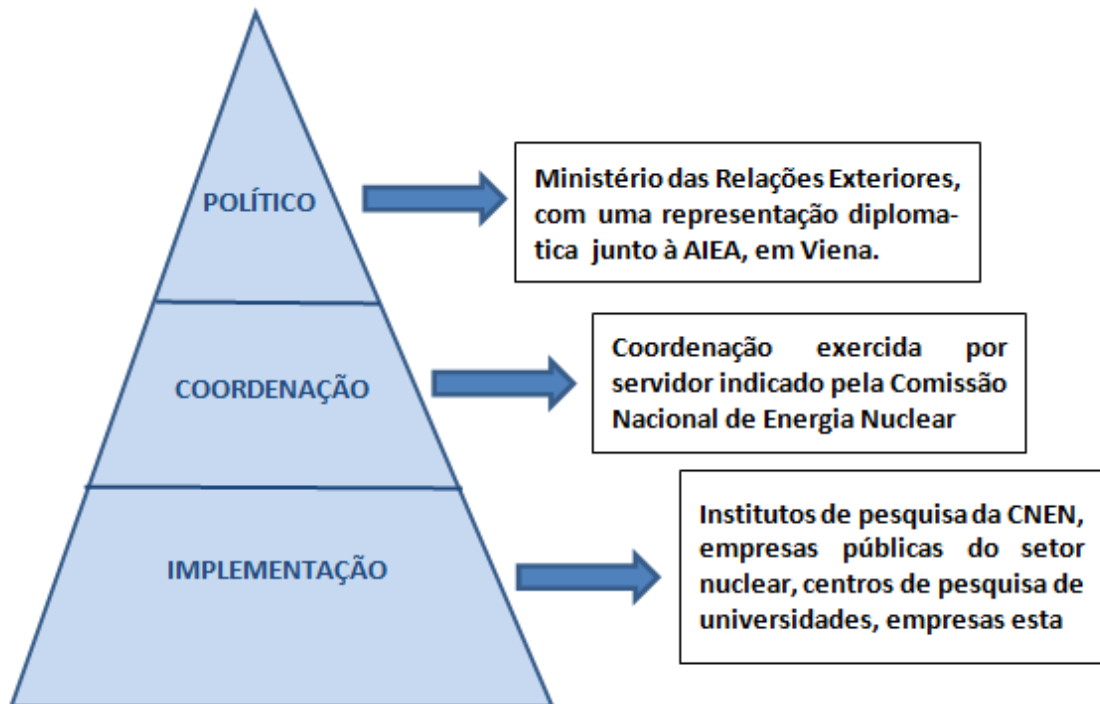 POLÍTICO
Ministério das Relações Exteriores,
com uma representação diploma-
tica junto à AIEA, em Viena.
COORDENAÇÃO
Coordenação exercida por
servidor indicado pela Comissão
Nacional de Energia Nuclear
IMPLEMENTAÇÃO
Institutos de pesquisa da CNEN,
empresas públicas do setor
nuclear, centros de pesquisa de
universidades, empresas esta